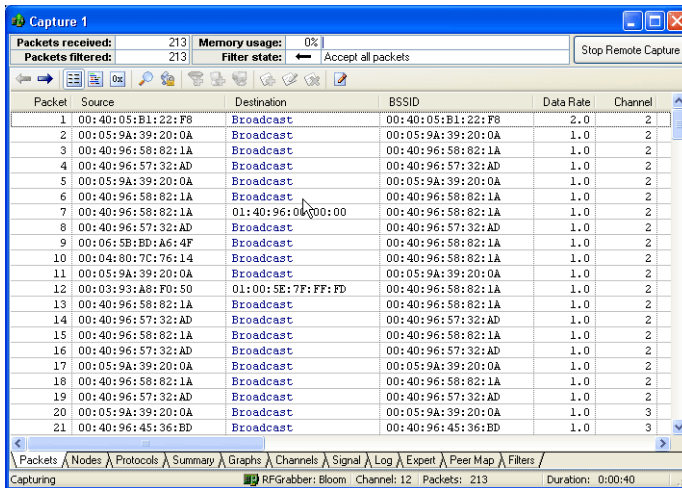 Capture 1
Packets received: 213 Memory usage: 0%
Packets filtered: 213 Filter state: Accept all packets
Stop Remote Capture
Packet Source Destination BSSID Data Rate Channel
1 00:40:05:B1:22:F8 Broadcast 00:40:05:B1:22:F8 2.0 2
2 00:05:9A:39:20:0A Broadcast 00:05:9A:39:20:0A 1.0 2
3 00:40:96:58:82:1A Broadcast 00:40:96:58:82:1A 1.0 2
4 00:40:96:57:32:AD Broadcast 00:40:96:57:32:AD 1.0 2
5 00:05:9A:39:20:0A Broadcast 00:05:9A:39:20:0A 1.0 2
6 00:40:96:58:82:1A Broadcast 00:40:96:58:82:1A 1.0 2
7 00:40:96:58:82:1A 00:40:96:58:82:1A 1.0 2
8 00:40:96:57:32:AD Broadcast 00:40:96:57:32:AD 1.0 2
9 00:06:5B:BD:A6:4F Broadcast 00:40:96:58:82:1A 1.0 2
10 00:04:80:7C:76:14 Broadcast 00:40:96:58:82:1A 1.0 2
11 00:05:9A:39:20:0A Broadcast 00:05:9A:39:20:0A 1.0 2
12 00:03:93:A8:F0:50 01:00:5E:7F:FF:FD 00:40:96:58:82:1A 1.0 2
13 00:40:96:58:82:1A Broadcast 00:40:96:58:82:1A 1.0 2
14 00:40:96:57:32:AD Broadcast 00:40:96:57:32:AD 1.0 2
15 00:40:96:58:82:1A Broadcast 00:40:96:58:82:1A 1.0 2
16 00:40:96:57:32:AD Broadcast 00:40:96:57:32:AD 1.0 2
17 00:05:9A:39:20:0A Broadcast 00:05:9A:39:20:0A 1.0 2
18 00:40:96:58:82:1A Broadcast 00:40:96:58:82:1A 1.0 2
19 00:40:96:57:32:AD Broadcast 00:40:96:57:32:AD 1.0 2
20 00:05:9A:39:20:0A Broadcast 00:05:9A:39:20:0A 1.0 3
21 00:40:96:45:36:BD Broadcast 00:40:96:45:36:BD 1.0 3
Packets Nodes Protocols Summary Graphs Channels Signal Log Expert Peer Map Filters
Capturing RFGrabber: Bloom Channel: 12 Packets: 213 Duration: 0:00:40